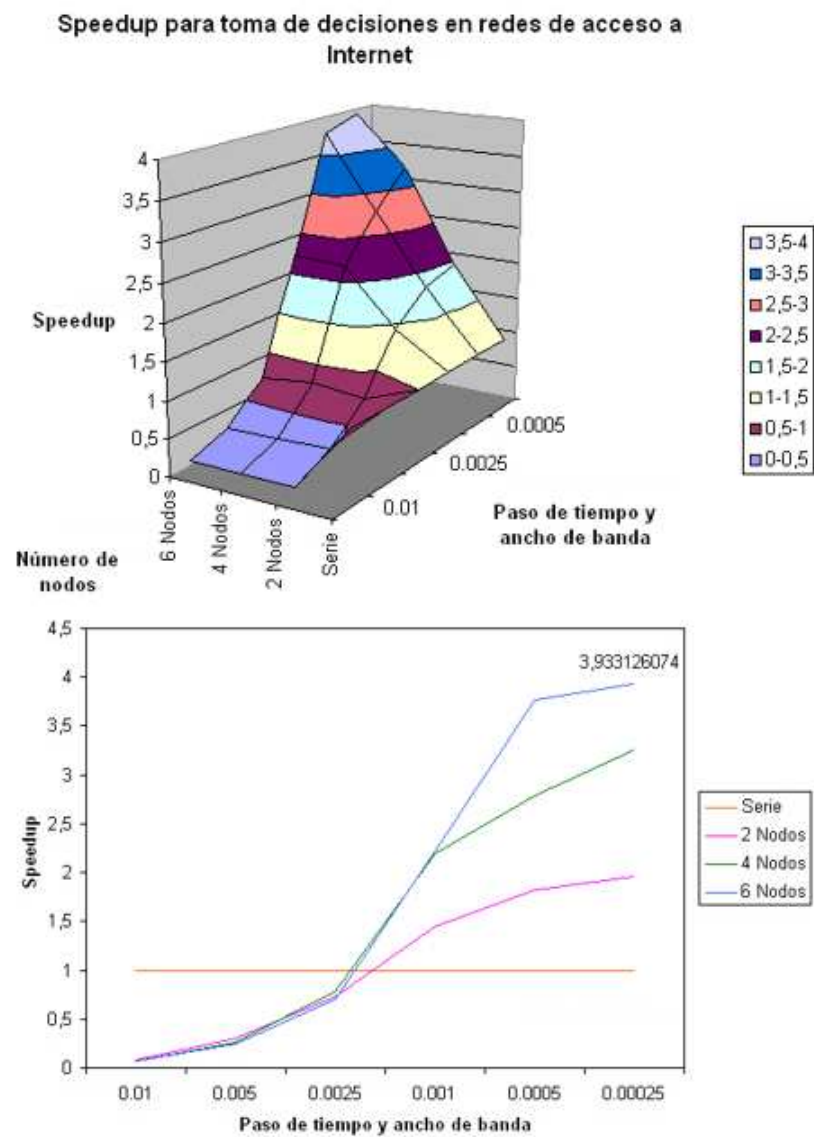 Speedup para toma de decisiones en redes de acceso a
Internet
4
3,5
3
2,5
2
1,5
1
0,5
0
Speedup
6 Nodos
4 Nodos
2 Nodos
Serie
Número de
nodos
0.01
0.0025
0.0005
Paso de tiempo y
ancho de banda
3,5-4
3-3,5
2,5-3
2-2,5
1,5-2
1-1,5
0,5-1
0-0,5
4,5
4
3,5
3
2,5
2
1,5
1
0,5
0
Speedup
3,933126074
0.01
0.005
0.0025
0.001
0.0005
0.00025
Paso de tiempo y ancho de banda
Serie
2 Nodos
4 Nodos
6 Nodos